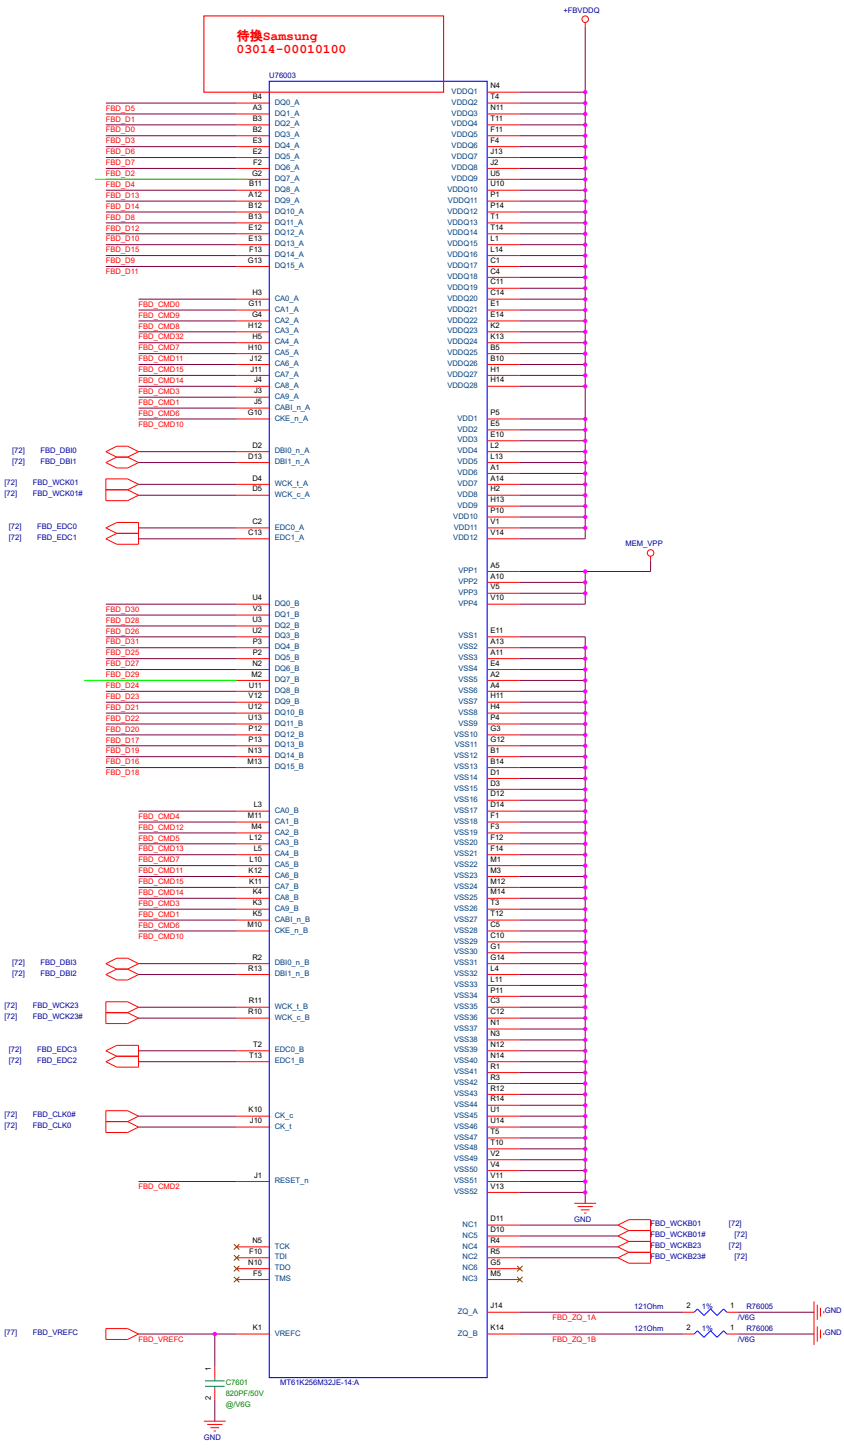 +FBVDDQ
待换Samsung
03014-00010100
U76003
FBD_D5 B4 DQ0_A
FBD_D1 A3 DQ1_A
FBD_D0 B3 DQ2_A
FBD_D3 B2 DQ3_A
FBD_D6 E3 DQ4_A
FBD_D7 E2 DQ5_A
FBD_D2 F2 DQ6_A
FBD_D4 G2 DQ7_A
FBD_D13 B11 DQ8_A
FBD_D14 A12 DQ9_A
FBD_D8 B12 DQ10_A
FBD_D12 B13 DQ11_A
FBD_D10 E12 DQ12_A
FBD_D15 E13 DQ13_A
FBD_D9 F13 DQ14_A
FBD_D11 G13 DQ15_A
FBD_CMD0 H3 CA0_A
FBD_CMD9 G11 CA1_A
FBD_CMD8 G4 CA2_A
FBD_CMD32 H12 CA3_A
FBD_CMD7 H5 CA4_A
FBD_CMD11 H10 CA5_A
FBD_CMD15 J12 CA6_A
FBD_CMD14 J11 CA7_A
FBD_CMD3 J4 CA8_A
FBD_CMD1 J3 CA9_A
FBD_CMD6 J5 CABI_n_A
FBD_CMD10 G10 CKE_n_A
[72] FBD_DBI0 D2 DBI0_n_A
[72] FBD_DBI1 D13 DBI1_n_A
[72] FBD_WCK01 D4 WCK_t_A
[72] FBD_WCK01# D5 WCK_c_A
[72] FBD_EDC0 C2 EDC0_A
[72] FBD_EDC1 C13 EDC1_A
FBD_D30 U4 DQ0_B
FBD_D28 V3 DQ1_B
FBD_D26 U3 DQ2_B
FBD_D31 U2 DQ3_B
FBD_D25 P3 DQ4_B
FBD_D27 P2 DQ5_B
FBD_D29 N2 DQ6_B
FBD_D24 M2 DQ7_B
FBD_D23 U11 DQ8_B
FBD_D21 V12 DQ9_B
FBD_D22 U12 DQ10_B
FBD_D20 U13 DQ11_B
FBD_D17 P12 DQ12_B
FBD_D19 P13 DQ13_B
FBD_D16 N13 DQ14_B
FBD_D18 M13 DQ15_B
FBD_CMD4 L3 CA0_B
FBD_CMD12 M11 CA1_B
FBD_CMD5 M4 CA2_B
FBD_CMD13 L12 CA3_B
FBD_CMD7 L5 CA4_B
FBD_CMD11 L10 CA5_B
FBD_CMD15 K12 CA6_B
FBD_CMD14 K11 CA7_B
FBD_CMD3 K4 CA8_B
FBD_CMD1 K3 CA9_B
FBD_CMD6 K5 CABI_n_B
FBD_CMD10 M10 CKE_n_B
[72] FBD_DBI3 R2 DBI0_n_B
[72] FBD_DBI2 R13 DBI1_n_B
[72] FBD_WCK23 R11 WCK_t_B
[72] FBD_WCK23# R10 WCK_c_B
[72] FBD_EDC3 T2 EDC0_B
[72] FBD_EDC2 T13 EDC1_B
[72] FBD_CLK0# K10 CK_c
[72] FBD_CLK0 J10 CK_t
FBD_CMD2 J1 RESET_n
N5 TCK
F10 TDI
N10 TDO
F5 TMS
[77] FBD_VREFC FBD_VREFC K1 VREFC
1
C7601
820PF/50V
2
@/V6G
GND
VDDQ1 N4
VDDQ2 T4
VDDQ3 N11
VDDQ4 T11
VDDQ5 F11
VDDQ6 F4
VDDQ7 J13
VDDQ8 J2
VDDQ9 U5
VDDQ10 U10
VDDQ11 P1
VDDQ12 P14
VDDQ13 T1
VDDQ14 T14
VDDQ15 L1
VDDQ16 L14
VDDQ17 C1
VDDQ18 C4
VDDQ19 C11
VDDQ20 C14
VDDQ21 E1
VDDQ22 E14
VDDQ23 K2
VDDQ24 K13
VDDQ25 B5
VDDQ26 B10
VDDQ27 H1
VDDQ28 H14
VDD1 P5
VDD2 E5
VDD3 E10
VDD4 L2
VDD5 L13
VDD6 A1
VDD7 A14
VDD8 H2
VDD9 H13
VDD10 P10
VDD11 V1
VDD12 V14
MEM_VPP
VPP1 A5
VPP2 A10
VPP3 V5
VPP4 V10
VSS1 E11
VSS2 A13
VSS3 A11
VSS4 E4
VSS5 A2
VSS6 A4
VSS7 H11
VSS8 H4
VSS9 P4
VSS10 G3
VSS11 G12
VSS12 B1
VSS13 B14
VSS14 D1
VSS15 D3
VSS16 D12
VSS17 D14
VSS18 F1
VSS19 F3
VSS20 F12
VSS21 F14
VSS22 M1
VSS23 M3
VSS24 M12
VSS25 M14
VSS26 T3
VSS27 T12
VSS28 C5
VSS29 C10
VSS30 G1
VSS31 G14
VSS32 L4
VSS33 L11
VSS34 P11
VSS35 C3
VSS36 C12
VSS37 N1
VSS38 N3
VSS39 N12
VSS40 N14
VSS41 R1
VSS42 R3
VSS43 R12
VSS44 R14
VSS45 U1
VSS46 U14
VSS47 T5
VSS48 T10
VSS49 V2
VSS50 V4
VSS51 V11
VSS52 V13
GND
NC1 D11 FBD_WCKB01 [72]
NC5 D10 FBD_WCKB01# [72]
NC4 R4 FBD_WCKB23 [72]
NC2 R5 FBD_WCKB23# [72]
NC6 G5
NC3 M5
ZQ_A J14 FBD_ZQ_1A 121Ohm 2 1% 1 R76005 /V6G GND
ZQ_B K14 FBD_ZQ_1B 121Ohm 2 1% 1 R76006 /V6G GND
MT61K256M32JE-14:A